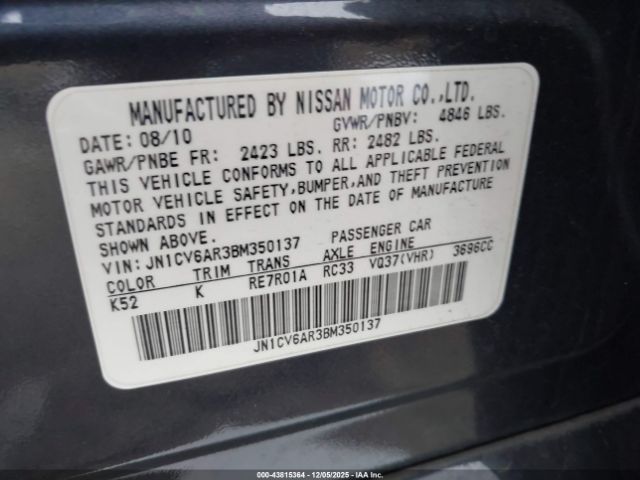 MANUFACTURED BY NISSAN MOTOR CO.,LTD.
DATE: 08/10 GVWR/PNBV: 4846 LBS.
GAWR/PNBE FR: 2423 LBS. RR: 2482 LBS.
THIS VEHICLE CONFORMS TO ALL APPLICABLE FEDERAL
MOTOR VEHICLE SAFETY,BUMPER,AND THEFT PREVENTION
STANDARDS IN EFFECT ON THE DATE OF MANUFACTURE
SHOWN ABOVE.
VIN: JN1CV6AR3BM350137 PASSENGER CAR
COLOR TRIM TRANS AXLE ENGINE
K52 K RE7R01A RC33 VQ37(VHR) 3696CC
JN1CV6AR3BM350137
© IAA - 43815364 - 12/05/2025 - IAAI.COM